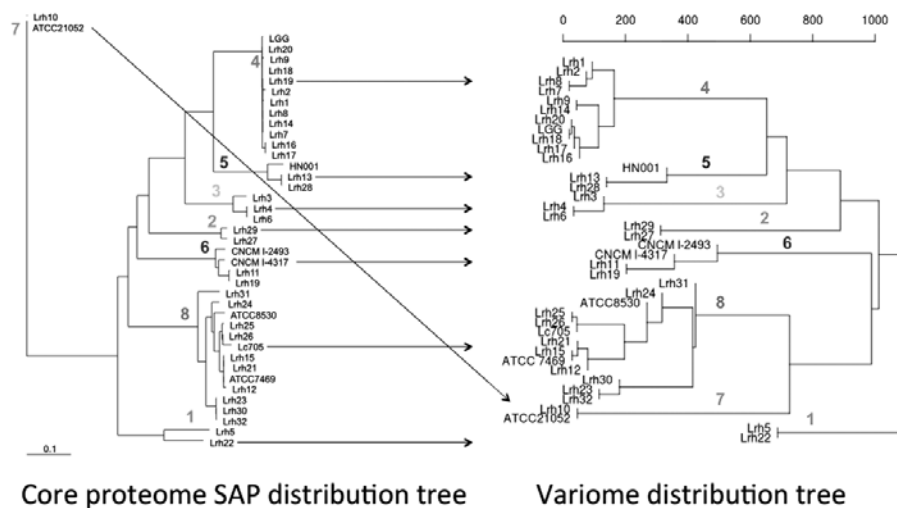 7
Lrh10
ATCC21052
4
LGG
Lrh20
Lrh9
Lrh18
Lrh19
Lrh2
Lrh1
Lrh8
Lrh14
Lrh7
Lrh16
Lrh17
5
HN001
Lrh13
Lrh28
3
Lrh3
Lrh4
Lrh6
2
Lrh29
Lrh27
6
CNCM I-2493
CNCM I-4317
Lrh11
Lrh19
8
Lrh31
Lrh24
ATCC8530
Lrh25
Lrh26
Lc705
Lrh15
Lrh21
ATCC7469
Lrh12
Lrh23
Lrh30
Lrh32
1
Lrh5
Lrh22
0.1
Core proteome SAP distribution tree
0 200 400 600 800 1000
Lrh1
Lrh2
Lrh8
Lrh7
4
Lrh9
Lrh14
Lrh20
LGG
Lrh18
Lrh17
Lrh16
5
HN001
Lrh13
Lrh28
3
Lrh3
Lrh4
Lrh6
2
Lrh29
Lrh27
6
CNCM I-2493
CNCM I-4317
Lrh11
Lrh19
8
Lrh31
Lrh24
ATCC8530
Lrh25
Lrh26
Lc705
Lrh21
Lrh15
ATCC 7469
Lrh12
Lrh30
Lrh23
Lrh32
7
Lrh10
ATCC21052
1
Lrh5
Lrh22
Variome distribution tree